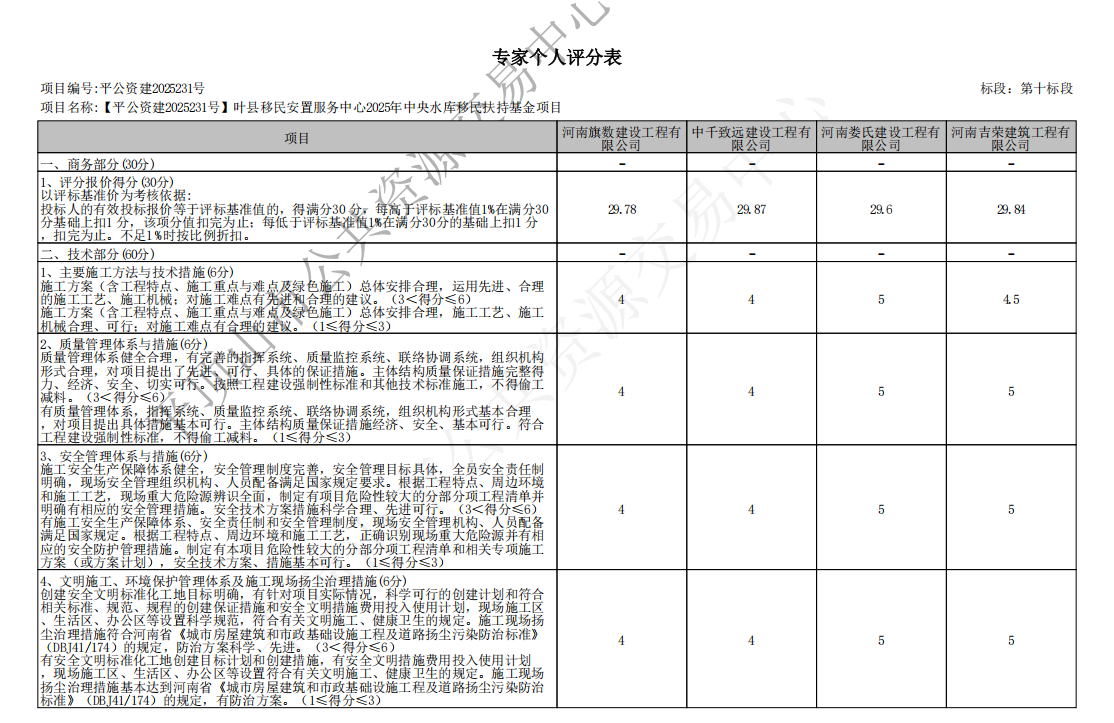 专家个人评分表
项目编号:平公资建2025231号
标段：第十标段
项目名称:【平公资建2025231号】叶县移民安置服务中心2025年中央水库移民扶持基金项目
项目
河南旗数建设工程有
限公司
中千致远建设工程有
限公司
河南娄氏建设工程有
限公司
河南吉荣建筑工程有
限公司
一、商务部分(30分)
-
-
-
-
1、评分报价得分(30分)
以评标基准价为考核依据:
投标人的有效投标报价等于评标基准值的，得满分30 分，每高于评标基准值1%在满分30
分基础上扣1 分，该项分值扣完为止；每低于评标基准值1%在满分30分的基础上扣1 分
，扣完为止。不足1%时按比例折扣。
29.78
29.87
29.6
29.84
二、技术部分(60分)
-
-
-
-
1、主要施工方法与技术措施(6分)
施工方案（含工程特点、施工重点与难点及绿色施工）总体安排合理，运用先进、合理
的施工工艺、施工机械；对施工难点有先进和合理的建议。（3＜得分≤6）
施工方案（含工程特点、施工重点与难点及绿色施工）总体安排合理，施工工艺、施工
机械合理、可行；对施工难点有合理的建议。（1≤得分≤3）
4
4
5
4.5
2、质量管理体系与措施(6分)
质量管理体系健全合理，有完善的指挥系统、质量监控系统、联络协调系统，组织机构
形式合理，对项目提出了先进、可行、具体的保证措施。主体结构质量保证措施完整得
力、经济、安全、切实可行。按照工程建设强制性标准和其他技术标准施工，不得偷工
减料。（3＜得分≤6）
有质量管理体系，指挥系统、质量监控系统、联络协调系统，组织机构形式基本合理
，对项目提出具体措施基本可行。主体结构质量保证措施经济、安全、基本可行。符合
工程建设强制性标准，不得偷工减料。（1≤得分≤3）
4
4
5
5
3、安全管理体系与措施(6分)
施工安全生产保障体系健全，安全管理制度完善，安全管理目标具体，全员安全责任制
明确，现场安全管理组织机构、人员配备满足国家规定要求。根据工程特点、周边环境
和施工工艺，现场重大危险源辨识全面，制定有项目危险性较大的分部分项工程清单并
明确有相应的安全管理措施。安全技术方案措施科学合理、先进可行。（3＜得分≤6）
有施工安全生产保障体系、安全责任制和安全管理制度，现场安全管理机构、人员配备
满足国家规定。根据工程特点、周边环境和施工工艺，正确识别现场重大危险源并有相
应的安全防护管理措施。制定有本项目危险性较大的分部分项工程清单和相关专项施工
方案（或方案计划），安全技术方案、措施基本可行。（1≤得分≤3）
4
4
5
5
4、文明施工、环境保护管理体系及施工现场扬尘治理措施(6分)
创建安全文明标准化工地目标明确，有针对项目实际情况，科学可行的创建计划和符合
相关标准、规范、规程的创建保证措施和安全文明措施费用投入使用计划，现场施工区
、生活区、办公区等设置科学规范，符合有关文明施工、健康卫生的规定。施工现场扬
尘治理措施符合河南省《城市房屋建筑和市政基础设施工程及道路扬尘污染防治标准》
（DBJ41/174）的规定，防治方案科学、先进。（3＜得分≤6）
有安全文明标准化工地创建目标计划和创建措施，有安全文明措施费用投入使用计划
，现场施工区、生活区、办公区等设置符合有关文明施工、健康卫生的规定。施工现场
扬尘治理措施基本达到河南省《城市房屋建筑和市政基础设施工程及道路扬尘污染防治
标准》（DBJ41/174）的规定，有防治方案。（1≤得分≤3）
4
4
5
5
平顶山市公共资源交易中心
公共资源交易中心